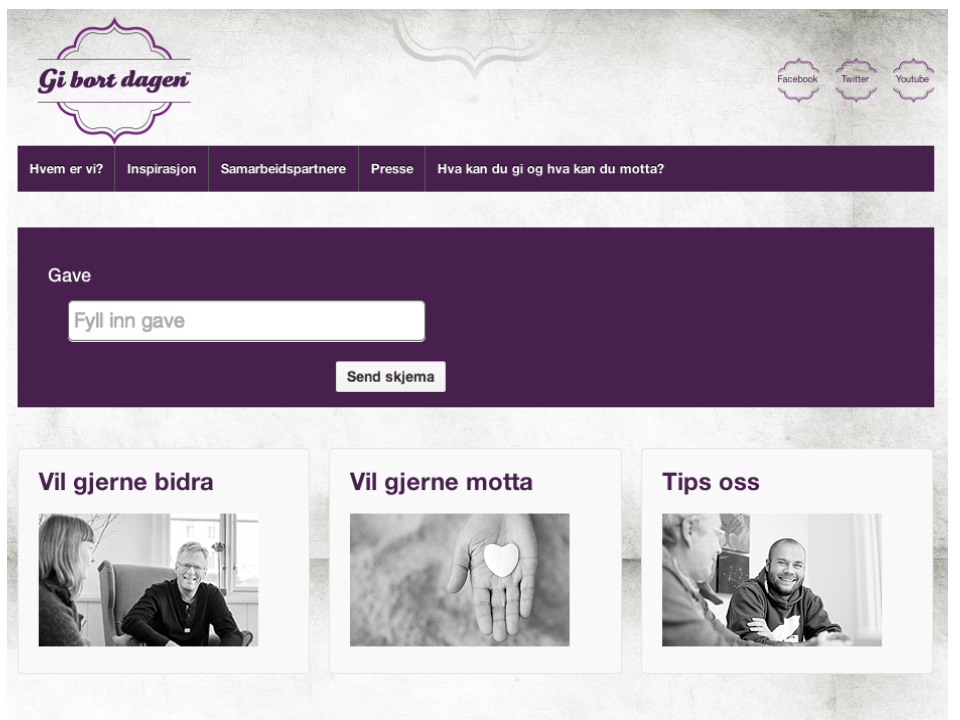 Gi bort dagen
Facebook
Twitter
Youtube
Hvem er vi?
Inspirasjon
Samarbeidspartnere
Presse
Hva kan du gi og hva kan du motta?
Gave
Fyll inn gave
Send skjema
Vil gjerne bidra
Vil gjerne motta
Tips oss